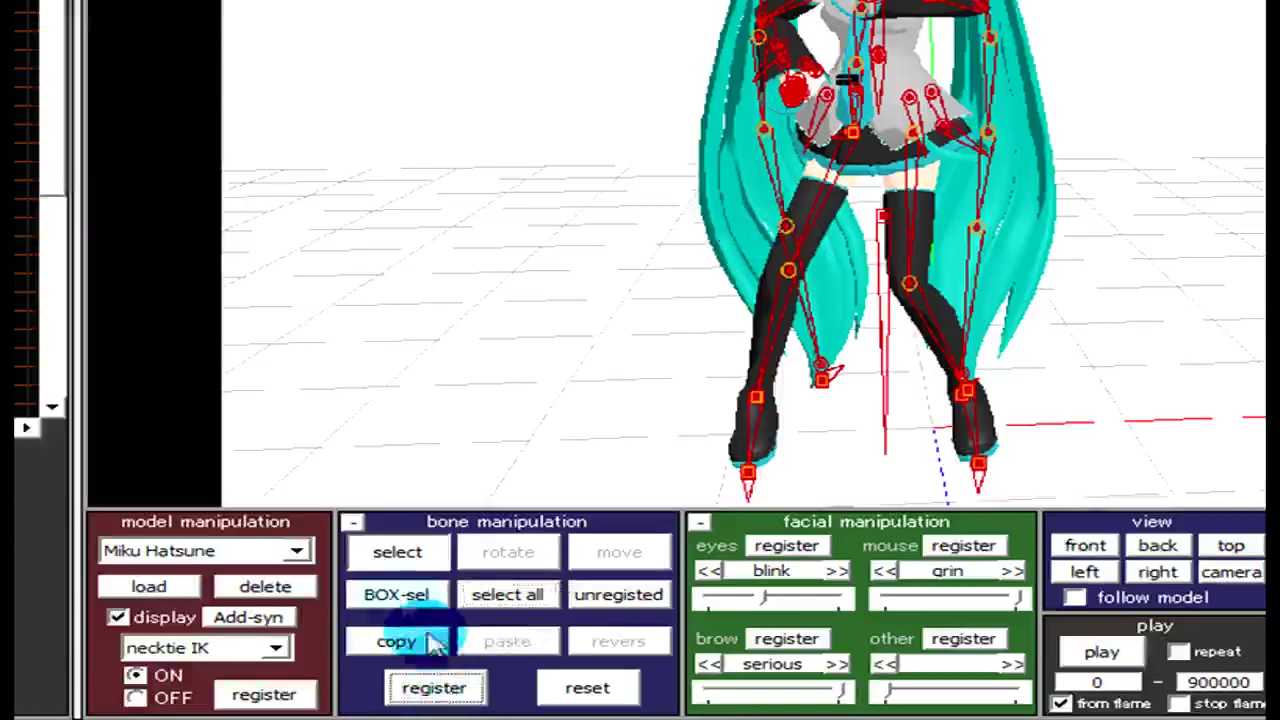 model manipulation
Miku Hatsune
load
delete
display
Add-syn
necktie IK
ON
OFF
register
-
bone manipulation
select
rotate
move
BOX-sel
select all
unregisted
copy
paste
revers
register
reset
-
facial manipulation
eyes
register
mouse
register
<<
blink
>>
<<
grin
>>
brow
register
other
register
<<
serious
>>
<<
>>
view
front
back
top
left
right
camera
follow model
play
play
repeat
0
-
900000
from flame
stop flam